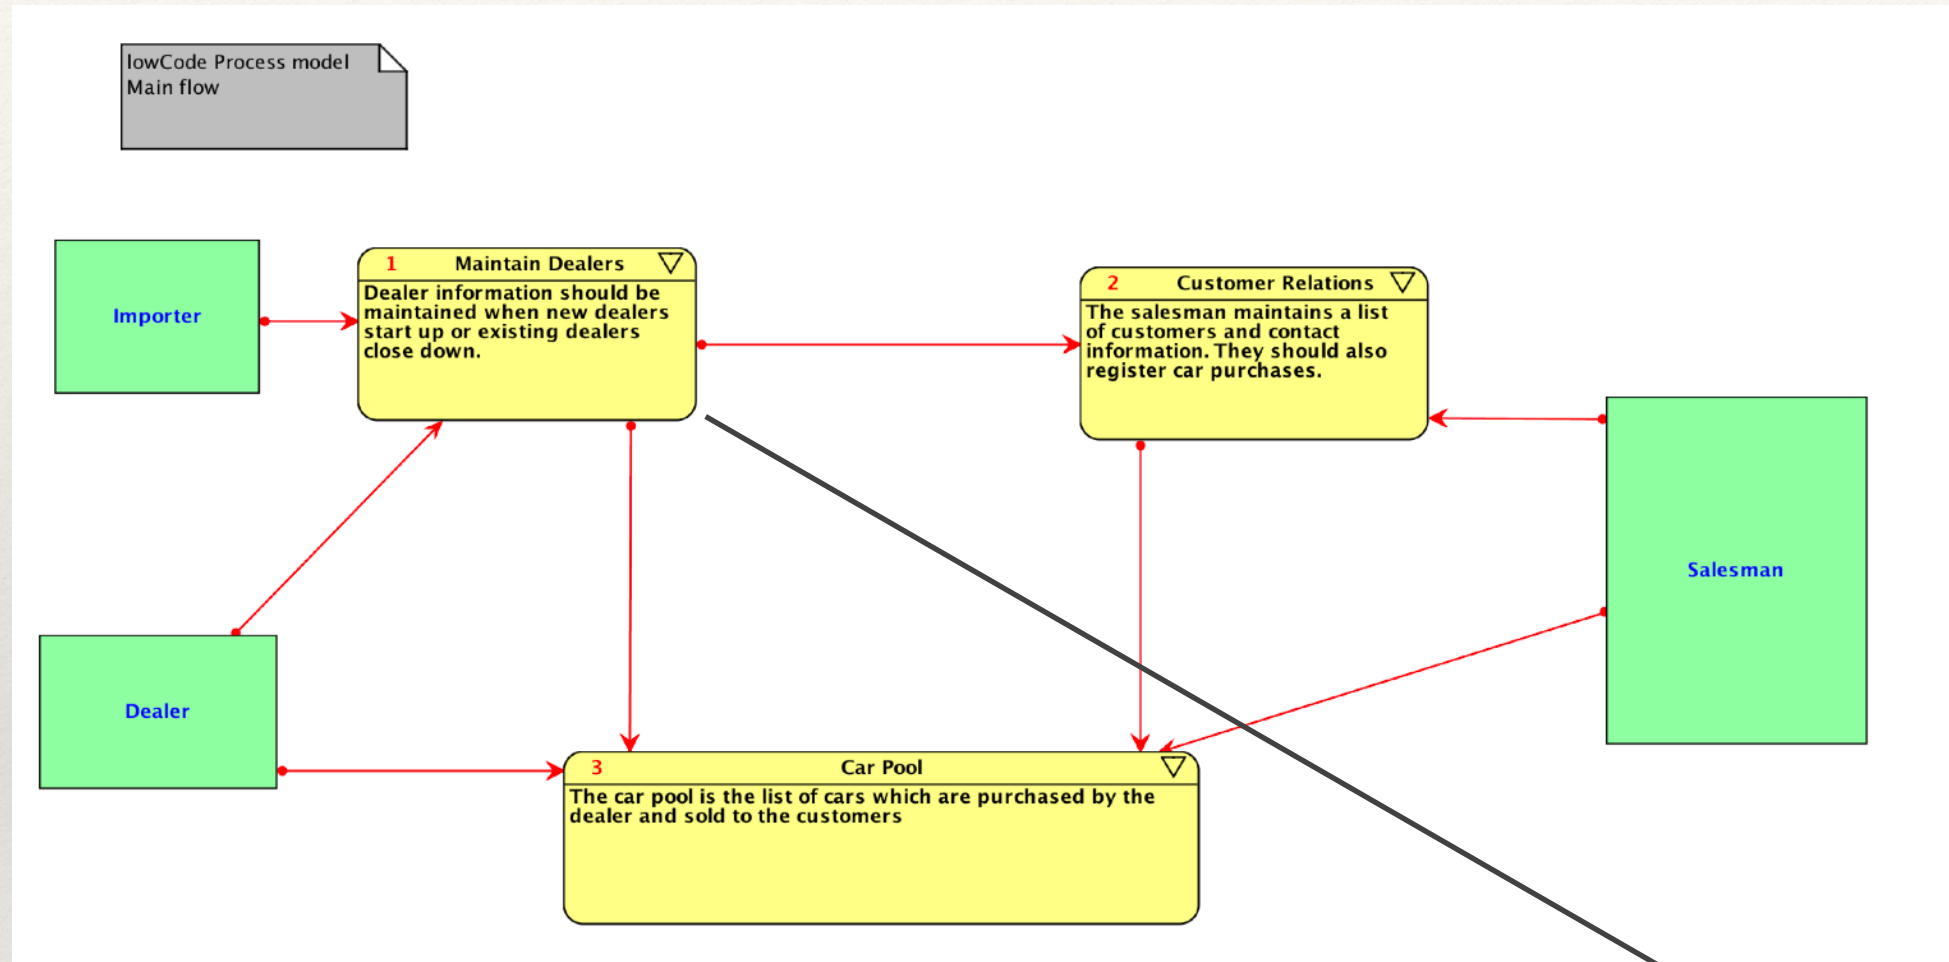 lowCode Process model
Main flow
Importer
1 Maintain Dealers
Dealer information should be
maintained when new dealers
start up or existing dealers
close down.
2 Customer Relations
The salesman maintains a list
of customers and contact
information. They should also
register car purchases.
Salesman
Dealer
3 Car Pool
The car pool is the list of cars which are purchased by the
dealer and sold to the customers